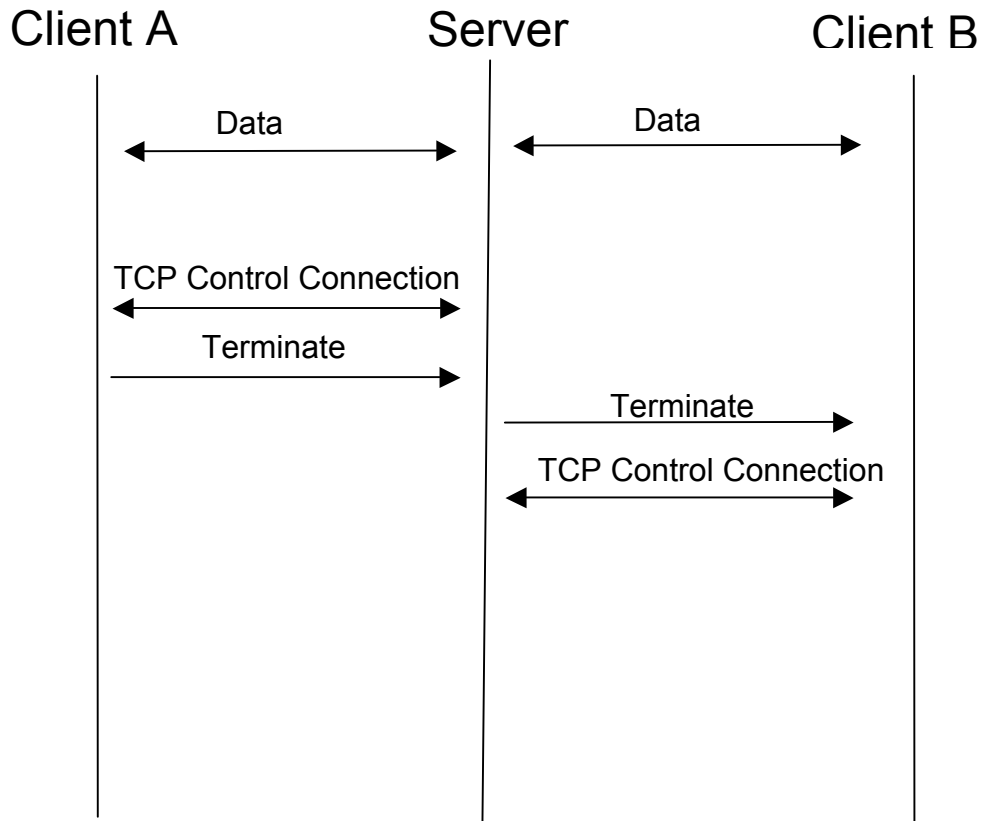 Client A
Server
Client B
Data
Data
TCP Control Connection
Terminate
Terminate
TCP Control Connection